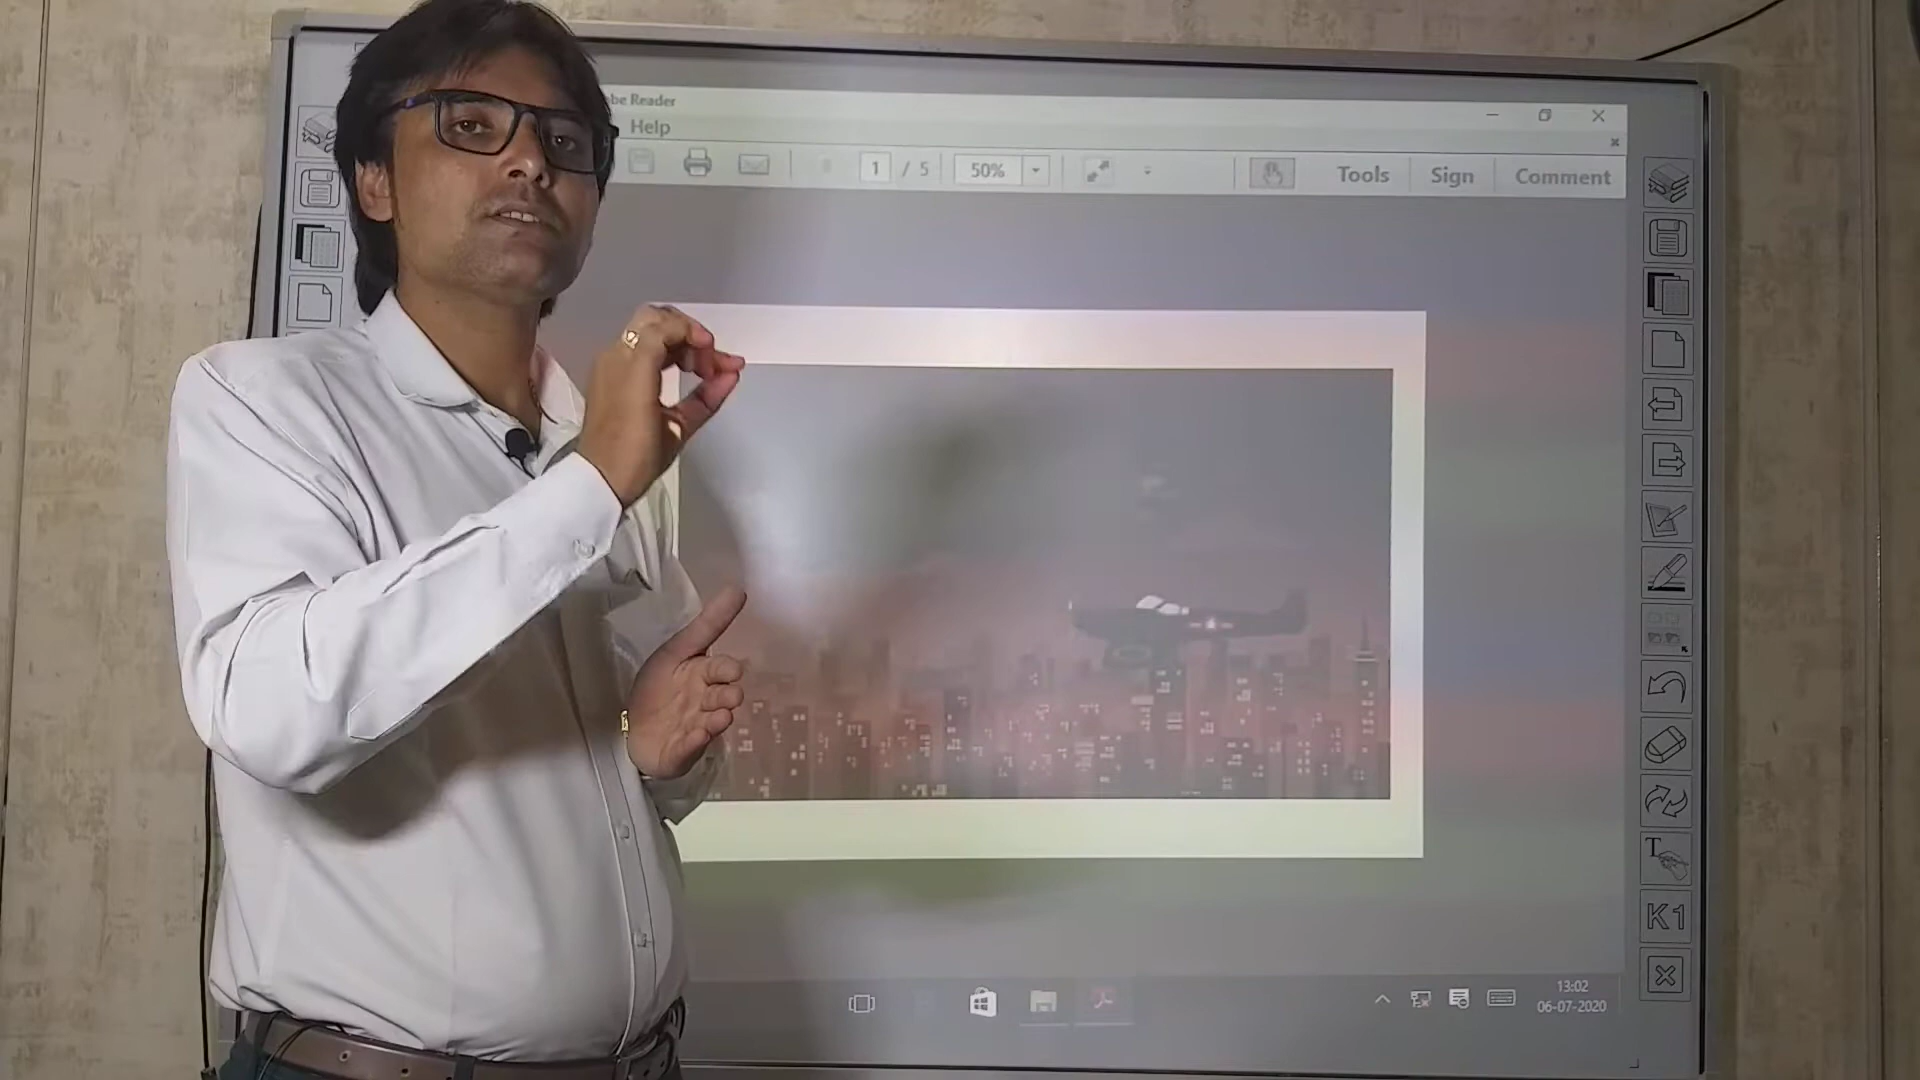 be Reader
Help
1 / 5
50%
Tools
Sign
Comment
T
K1
13:02
06-07-2020